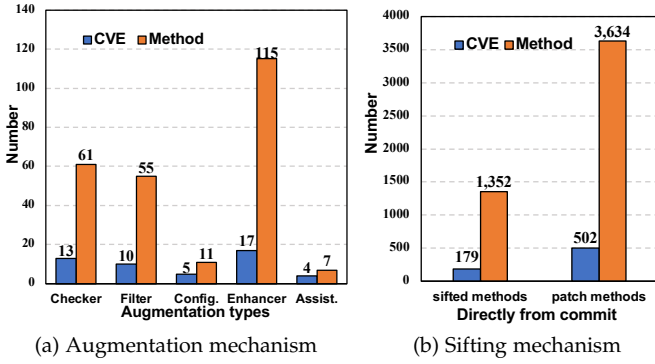 140
120
100
80
60
40
20
0
Number
CVE Method
13 61
10 55
5 11
17 115
4 7
Checker Filter Config. Enhancer Assist.
Augmentation types
(a) Augmentation mechanism
4000
3500
3000
2500
2000
1500
1000
500
0
Number
CVE Method
179 1,352
502 3,634
sifted methods patch methods
Directly from commit
(b) Sifting mechanism